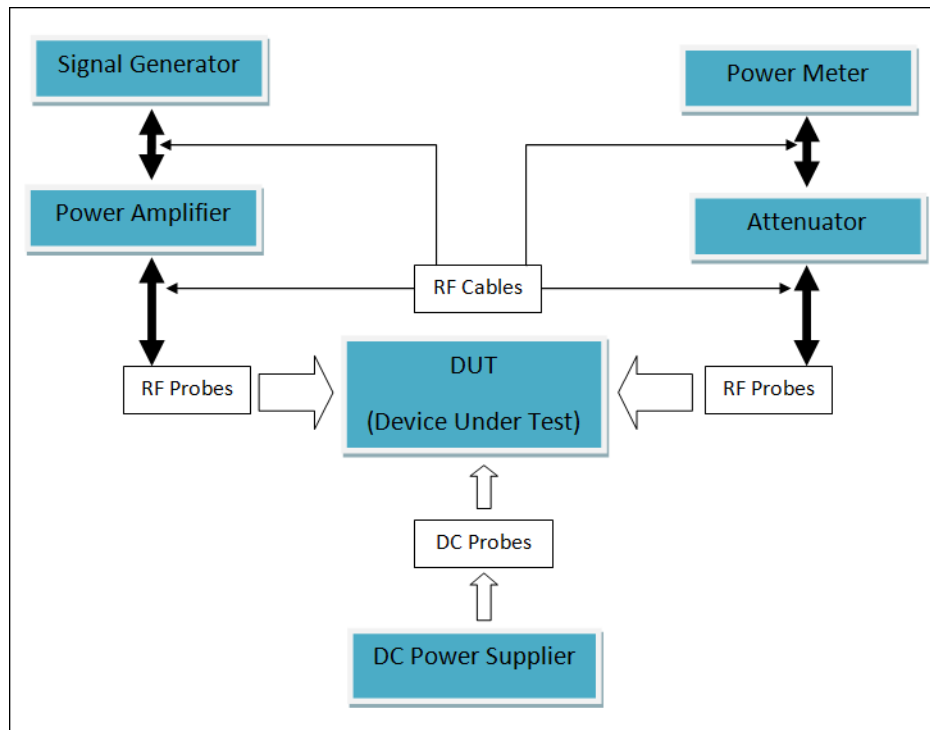 Signal Generator
Power Meter
Power Amplifier
Attenuator
RF Cables
RF Probes
DUT
(Device Under Test)
RF Probes
DC Probes
DC Power Supplier